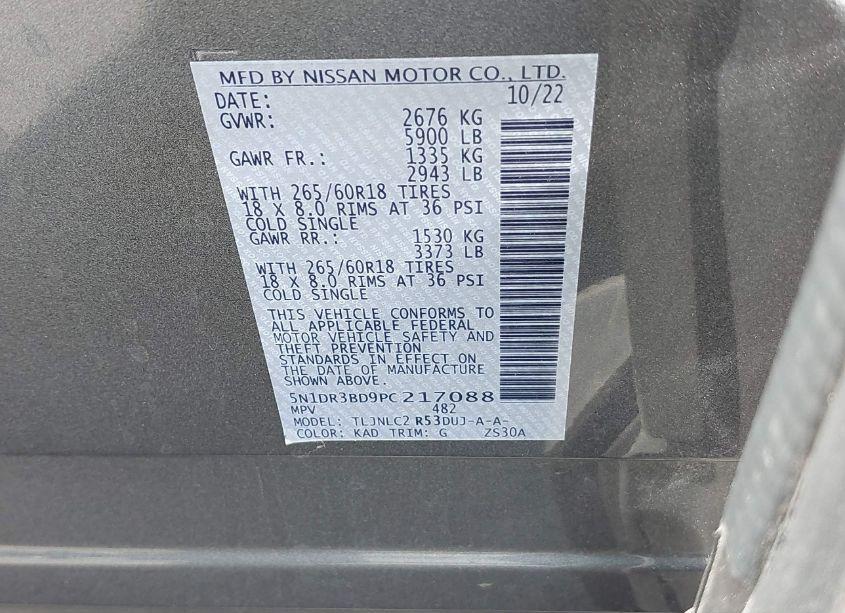 MFD BY NISSAN MOTOR CO., LTD.
DATE: 10/22
GVWR: 2676 KG
5900 LB
GAWR FR.: 1335 KG
2943 LB
WITH 265/60R18 TIRES
18 X 8.0 RIMS AT 36 PSI
COLD SINGLE
GAWR RR.: 1530 KG
3373 LB
WITH 265/60R18 TIRES
18 X 8.0 RIMS AT 36 PSI
COLD SINGLE
THIS VEHICLE CONFORMS TO
ALL APPLICABLE FEDERAL
MOTOR VEHICLE SAFETY AND
THEFT PREVENTION
STANDARDS IN EFFECT ON
THE DATE OF MANUFACTURE
SHOWN ABOVE.
5N1DR3BD9PC217088
MPV 482
MODEL: TLJNLC2 R53DUJ-A-A-
COLOR: KAD TRIM: G ZS30A